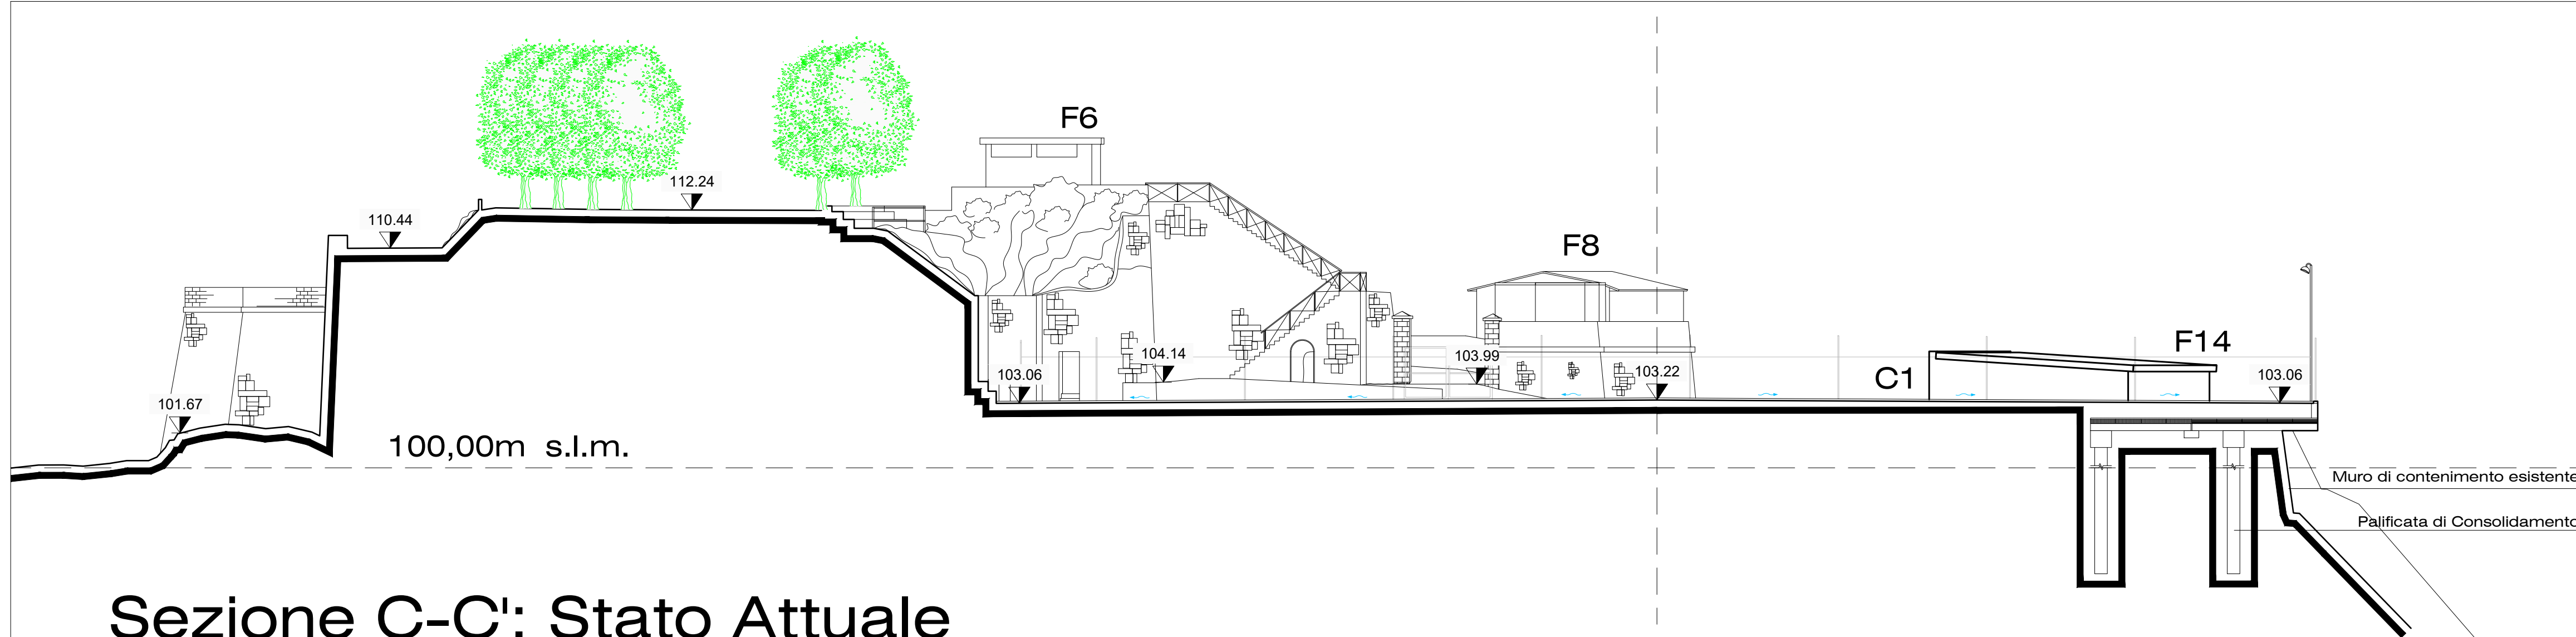 F6
112.24
110.44
F8
F14
104.14
103.99
103.22
103.06
103.06
C1
101.67
100,00m s.l.m.
Muro di contenimento esistente
Palificata di Consolidamento
Sezione C-C': Stato Attuale